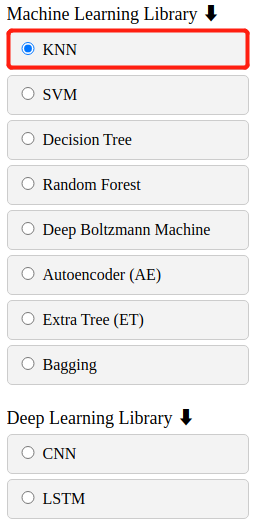 Machine Learning Library ⬇
KNN
SVM
Decision Tree
Random Forest
Deep Boltzmann Machine
Autoencoder (AE)
Extra Tree (ET)
Bagging
Deep Learning Library ⬇
CNN
LSTM